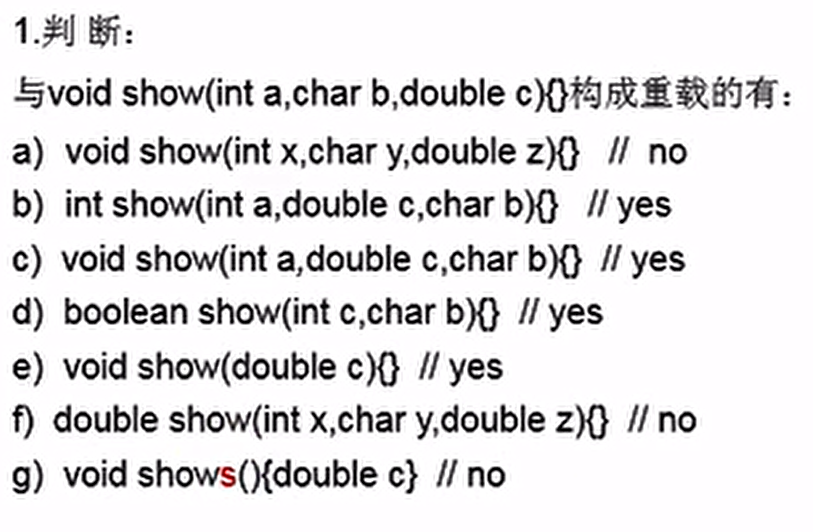 1.判 断：
与void show(int a,char b,double c){}构成重载的有：
a) void show(int x,char y,double z){} // no
b) int show(int a,double c,char b){} // yes
c) void show(int a,double c,char b){} // yes
d) boolean show(int c,char b){} // yes
e) void show(double c){} // yes
f) double show(int x,char y,double z){} // no
g) void shows(){double c} // no